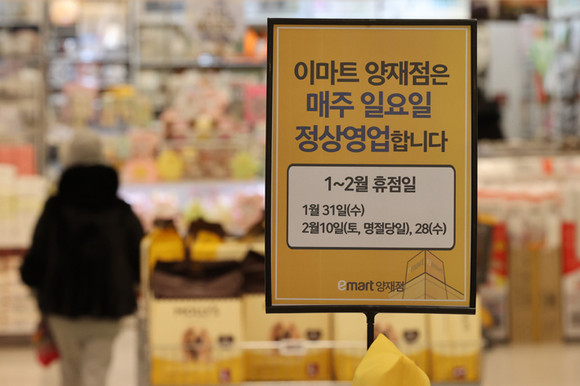 이마트 양재점은
매주 일요일
정상영업합니다
1~2월 휴점일
1월 31일(수)
2월10일(토, 명절당일), 28(수)
emart 양재점